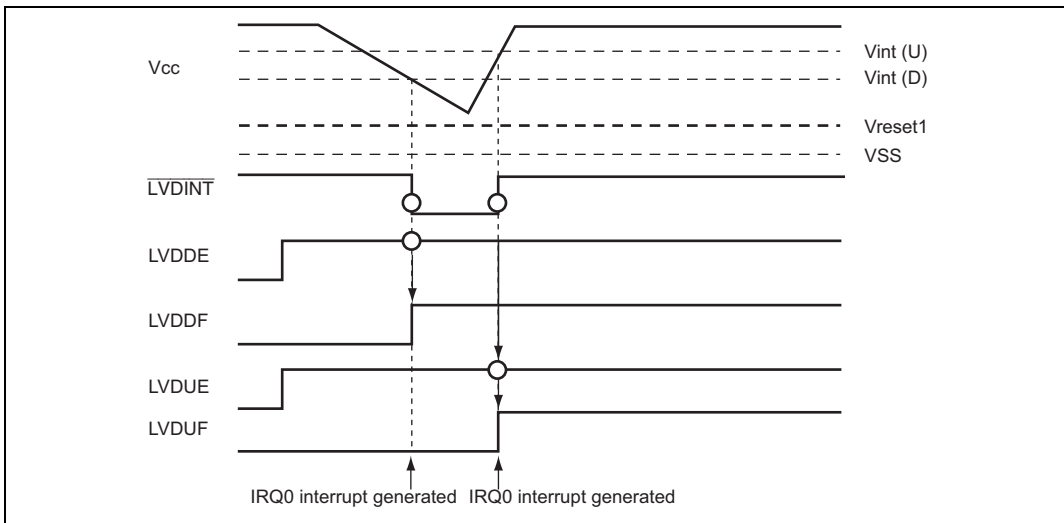 Vcc
Vint (U)
Vint (D)
Vreset1
VSS
LVDINT
LVDDE
LVDDF
LVDUE
LVDUF
IRQ0 interrupt generated IRQ0 interrupt generated